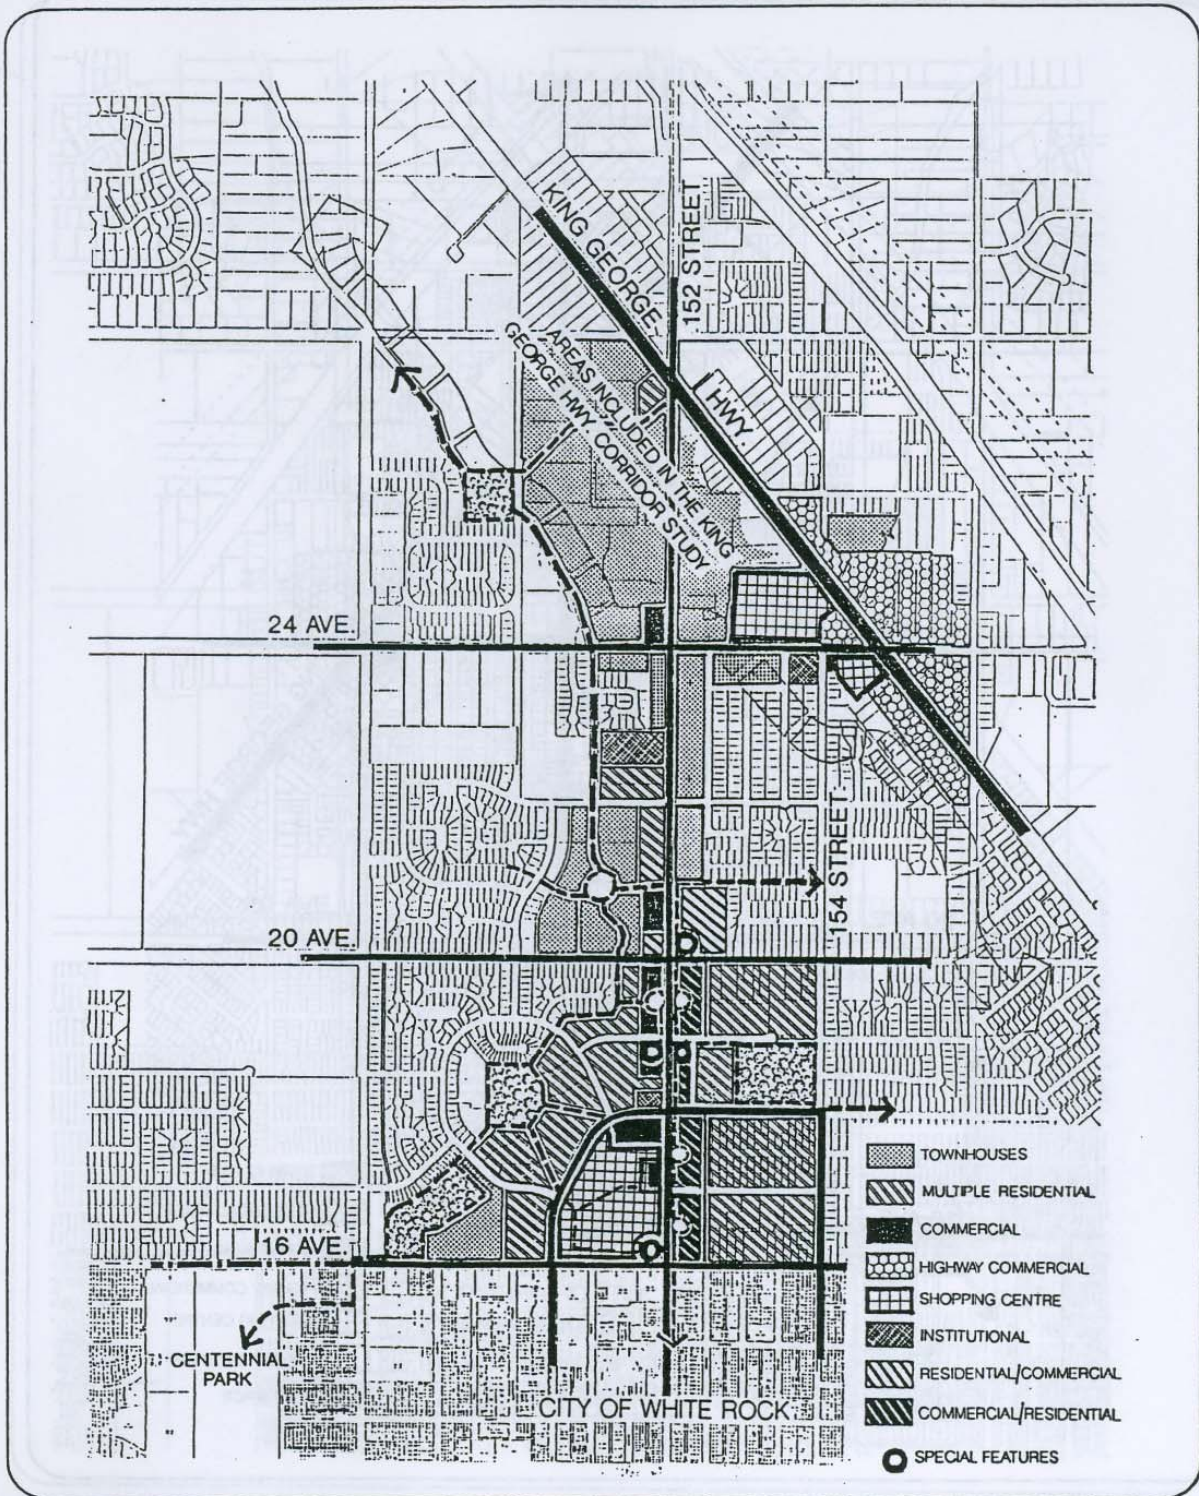 KING GEORGE
HWY.
152 STREET
AREAS INCLUDED IN THE KING
GEORGE HWY. CORRIDOR STUDY
24 AVE.
154 STREET
20 AVE.
16 AVE.
CENTENNIAL
PARK
CITY OF WHITE ROCK
TOWNHOUSES
MULTIPLE RESIDENTIAL
COMMERCIAL
HIGHWAY COMMERCIAL
SHOPPING CENTRE
INSTITUTIONAL
RESIDENTIAL/COMMERCIAL
COMMERCIAL/RESIDENTIAL
SPECIAL FEATURES